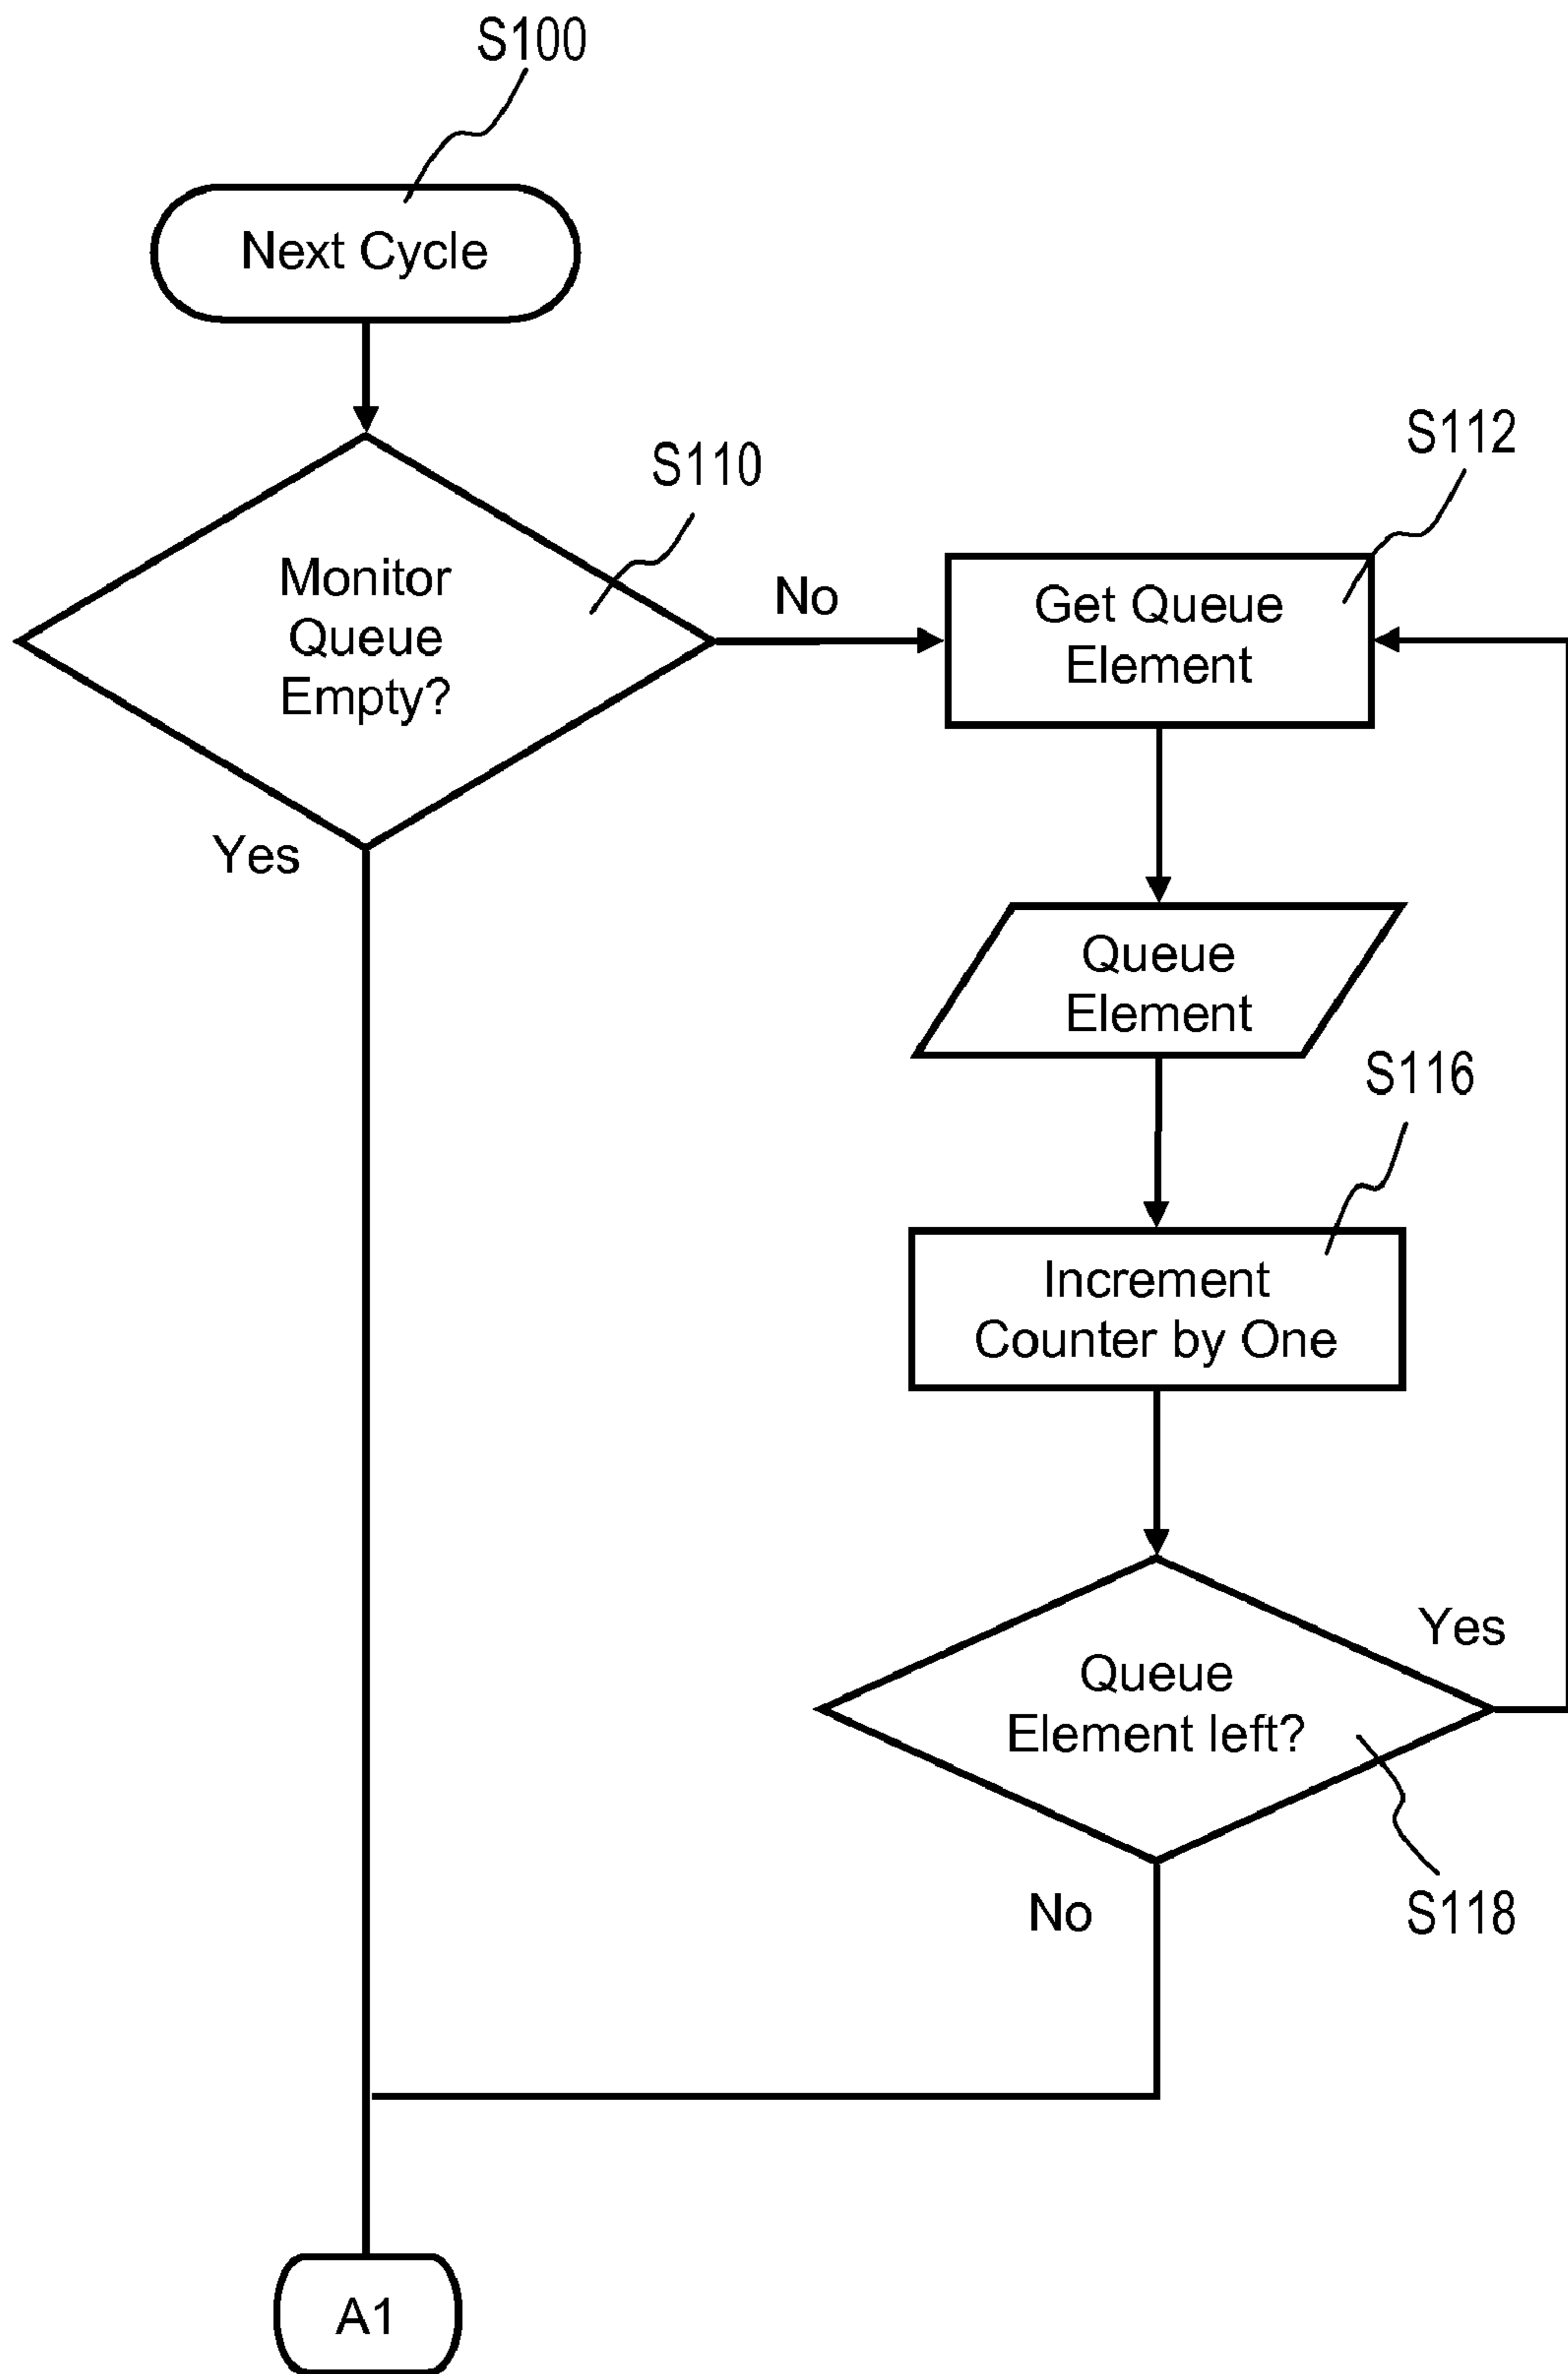 S100
Next Cycle
S110
Monitor
Queue
Empty?
No
Yes
S112
Get Queue
Element
Queue
Element
S116
Increment
Counter by One
Queue
Element left?
Yes
No
S118
A1